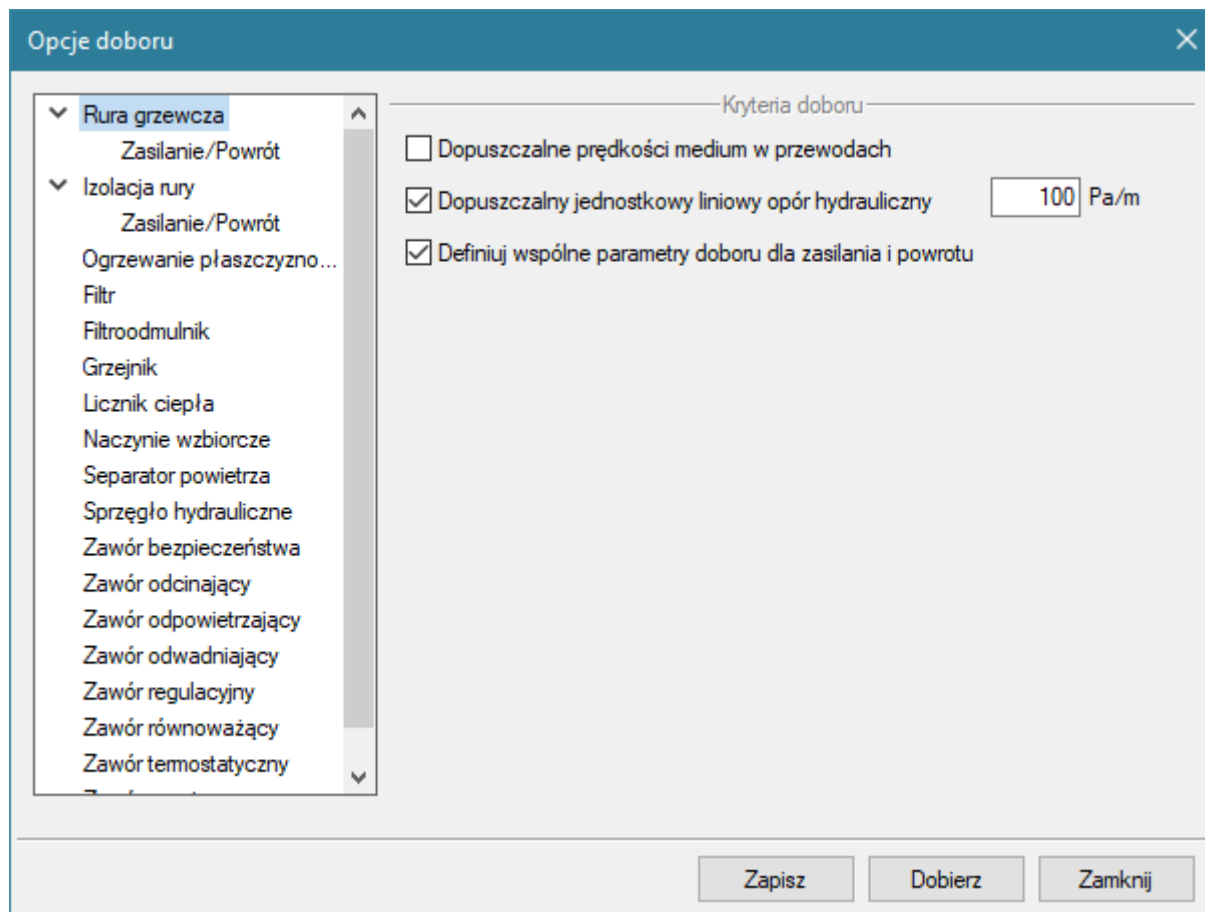 Opcje doboru
Rura grzewcza
Zasilanie/Powrót
Izolacja rury
Zasilanie/Powrót
Ogrzewanie płaszczyzno...
Filtr
Filtroodmulnik
Grzejnik
Licznik ciepła
Naczynie wzbiorcze
Separator powietrza
Sprzęgło hydrauliczne
Zawór bezpieczeństwa
Zawór odcinający
Zawór odpowietrzający
Zawór odwadniający
Zawór regulacyjny
Zawór równoważący
Zawór termostatyczny
Kryteria doboru
Dopuszczalne prędkości medium w przewodach
Dopuszczalny jednostkowy liniowy opór hydrauliczny 100 Pa/m
Definiuj wspólne parametry doboru dla zasilania i powrotu
Zapisz Dobierz Zamknij